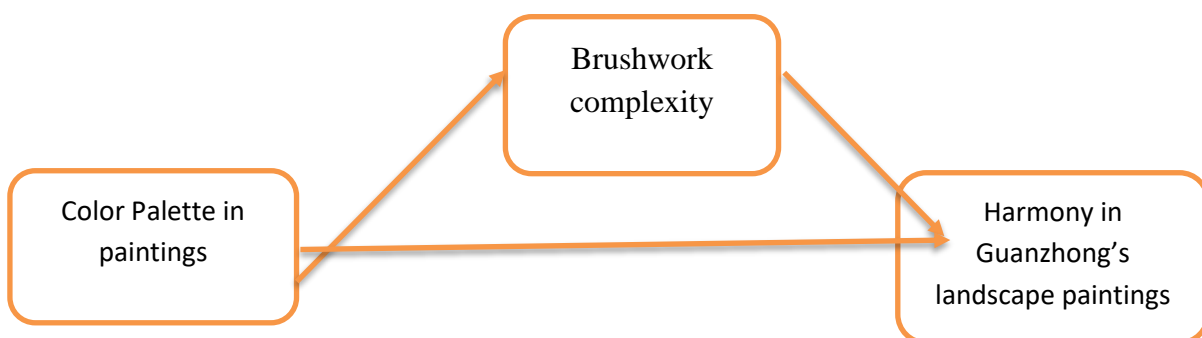 Brushwork
complexity
Color Palette in
paintings
Harmony in
Guanzhong’s
landscape paintings